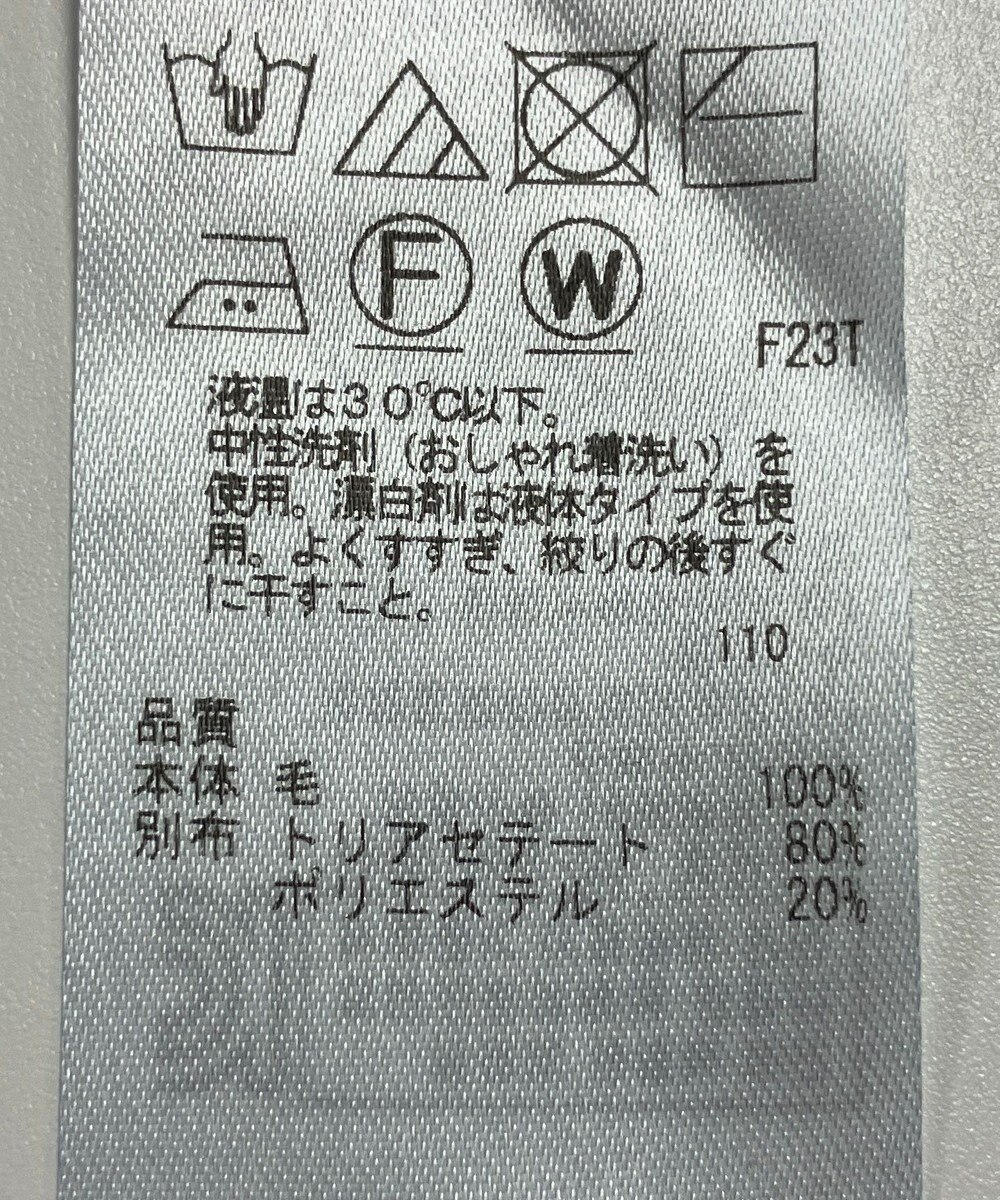 F W
F23T
液温は30℃以下。
中性洗剤(おしゃれ着洗い)を
使用。漂白剤は液体タイプを使
用。よくすすぎ、絞りの後すぐ
に干すこと。
110
品質
本体 毛 100%
別布 トリアセテート 80%
ポリエステル 20%